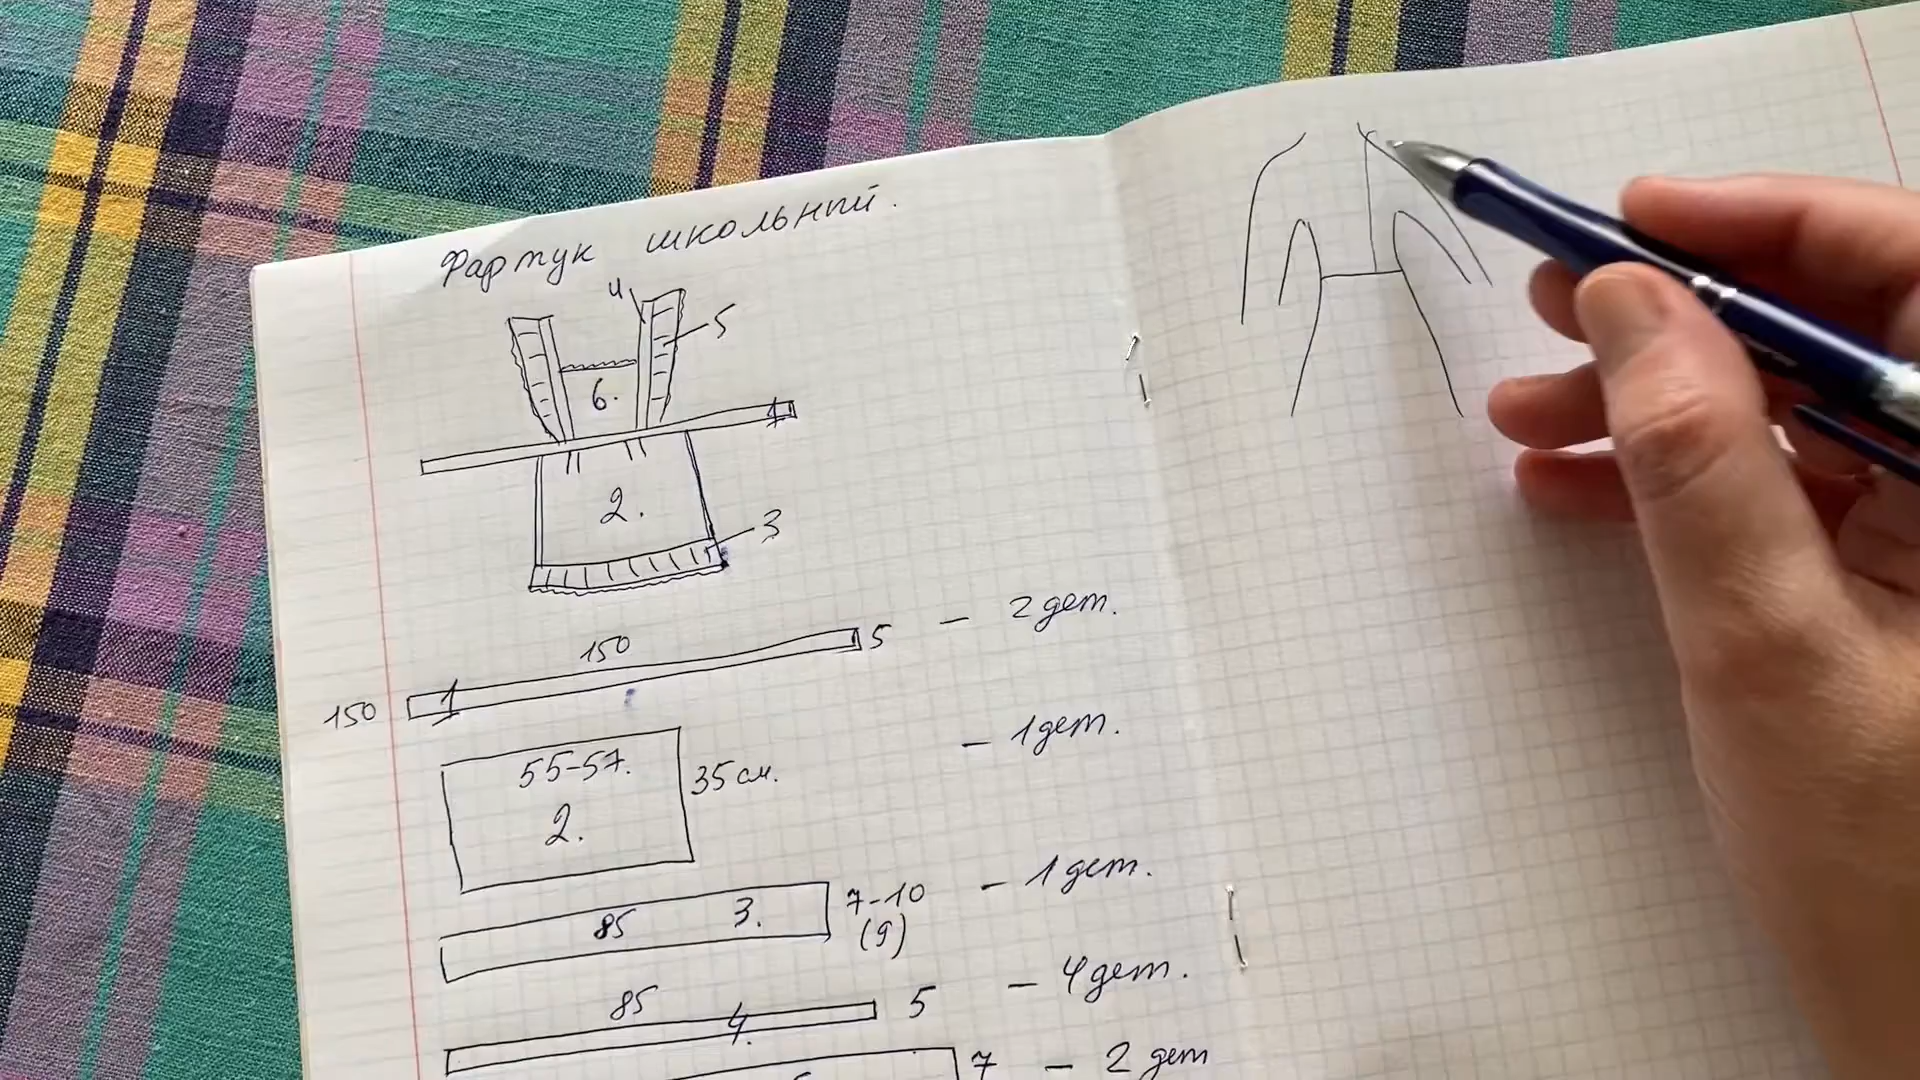 Фартук школьный.
4
5
6.
1
2.
3
150
5 - 2 дет.
150 1
55-57.
35 см. - 1 дет.
2.
85 3. 7-10 - 1 дет.
(9)
85 4. 5 - 4 дет.
7 - 2 дет